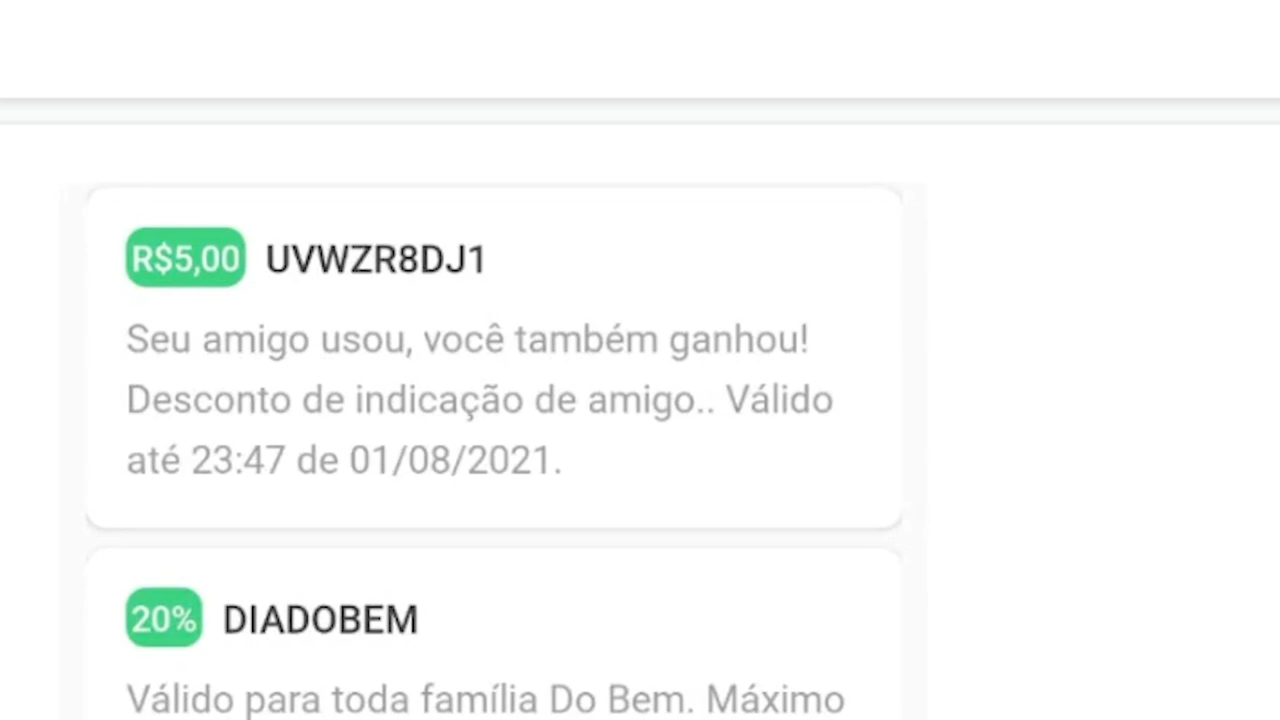 R$5,00 UVWZR8DJ1
Seu amigo usou, você também ganhou!
Desconto de indicação de amigo.. Válido
até 23:47 de 01/08/2021.
20% DIADOBEM
Válido para toda família Do Bem. Máximo